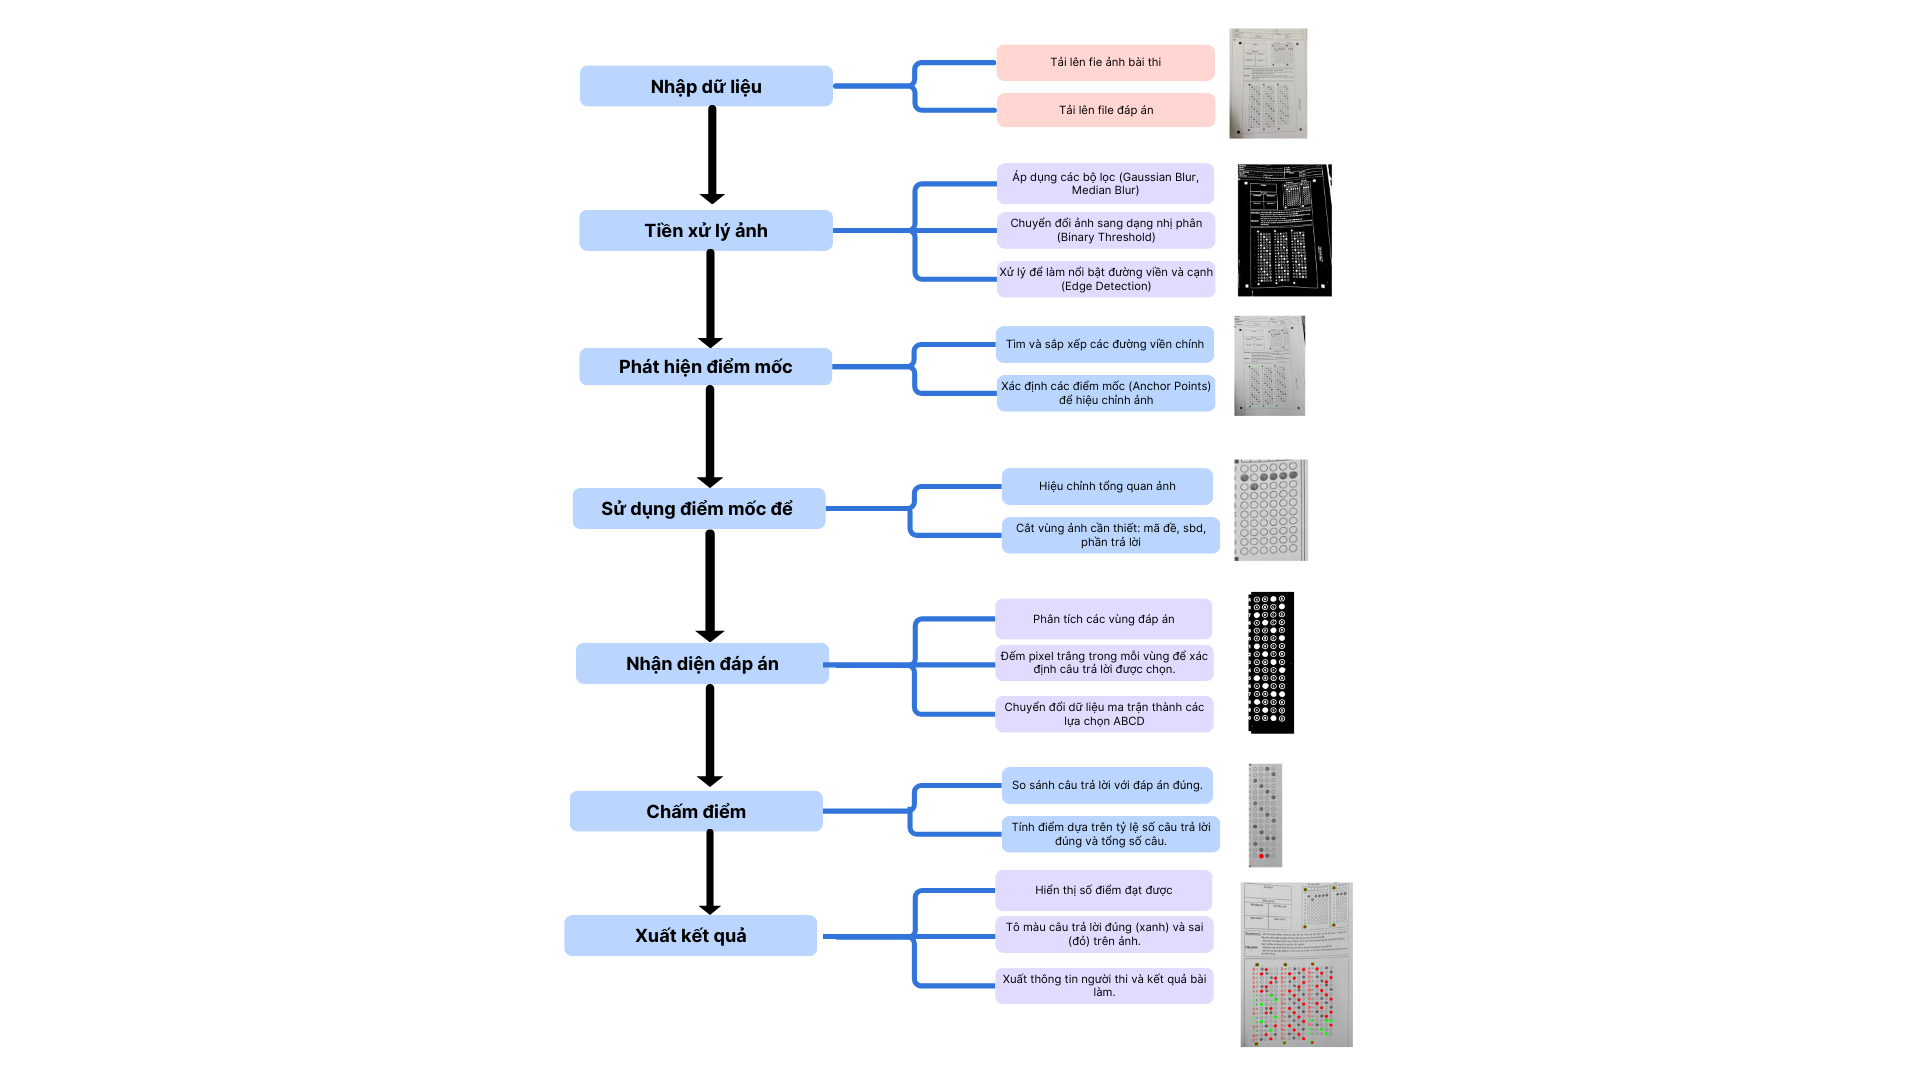 Nhập dữ liệu
Tải lên fie ảnh bài thi
Tải lên file đáp án
Tiền xử lý ảnh
Áp dụng các bộ lọc (Gaussian Blur,
Median Blur)
Chuyển đổi ảnh sang dạng nhị phân
(Binary Threshold)
Xử lý để làm nổi bật đường viền và cạnh
(Edge Detection)
Phát hiện điểm mốc
Tìm và sắp xếp các đường viền chính
Xác định các điểm mốc (Anchor Points)
để hiệu chỉnh ảnh
Sử dụng điểm mốc để
Hiệu chỉnh tổng quan ảnh
Cắt vùng ảnh cần thiết: mã đề, sbd,
phần trả lời
Nhận diện đáp án
Phân tích các vùng đáp án
Đếm pixel trắng trong mỗi vùng để xác
định câu trả lời được chọn.
Chuyển đổi dữ liệu ma trận thành các
lựa chọn ABCD
Chấm điểm
So sánh câu trả lời với đáp án đúng.
Tính điểm dựa trên tỷ lệ số câu trả lời
đúng và tổng số câu.
Xuất kết quả
Hiển thị số điểm đạt được
Tô màu câu trả lời đúng (xanh) và sai
(đỏ) trên ảnh.
Xuất thông tin người thi và kết quả bài
làm.